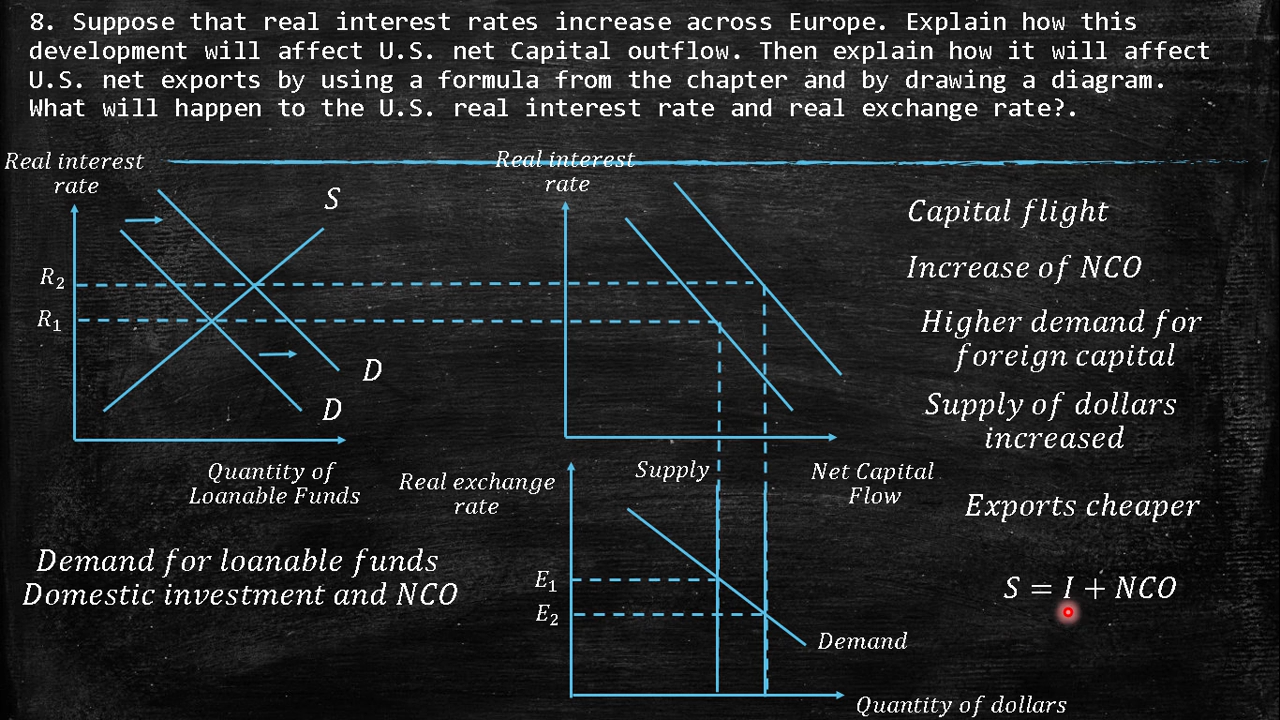 8. Suppose that real interest rates increase across Europe. Explain how this
development will affect U.S. net Capital outflow. Then explain how it will affect
U.S. net exports by using a formula from the chapter and by drawing a diagram.
What will happen to the U.S. real interest rate and real exchange rate?.
Real interest
rate
S
R₂
R₁
D
D
Quantity of
Loanable Funds
Real interest
rate
Net Capital
Flow
Real exchange
rate
Supply
E₁
E₂
Demand
Quantity of dollars
Demand for loanable funds
Domestic investment and NCO
Capital flight
Increase of NCO
Higher demand for
foreign capital
Supply of dollars
increased
Exports cheaper
S = I + NCO